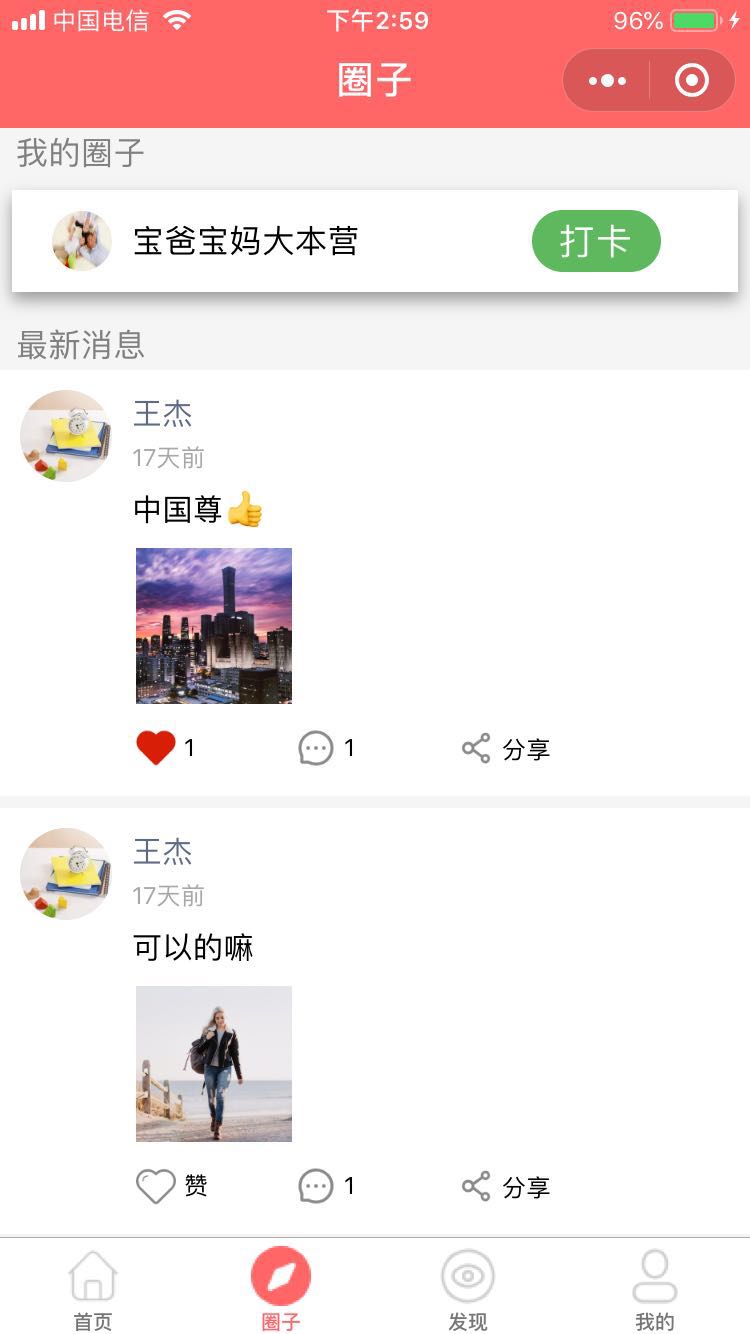 中国电信 下午2:59 96%
圈子
我的圈子
宝爸宝妈大本营 打卡
最新消息
王杰
17天前
中国尊👍
1 1 分享
王杰
17天前
可以的嘛
赞 1 分享
首页 圈子 发现 我的